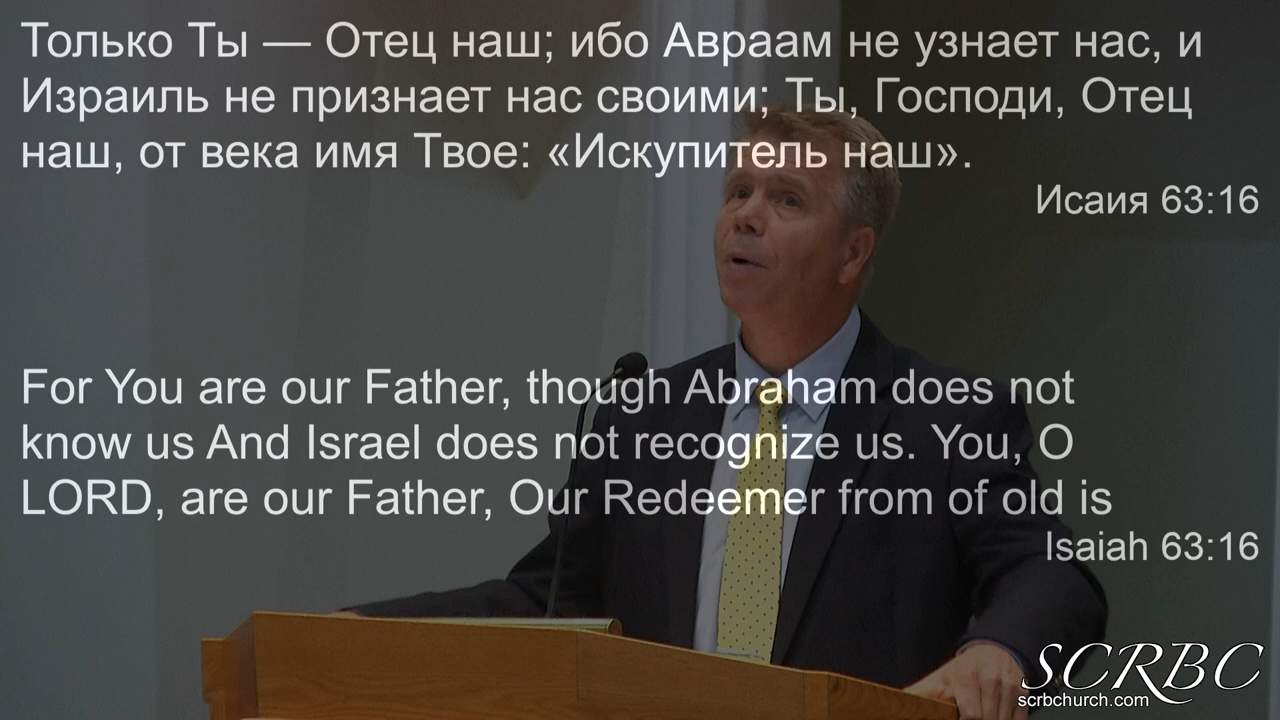 Только Ты — Отец наш; ибо Авраам не узнает нас, и
Израиль не признает нас своими; Ты, Господи, Отец
наш, от века имя Твое: «Искупитель наш».
Исаия 63:16
For You are our Father, though Abraham does not
know us And Israel does not recognize us. You, O
LORD, are our Father, Our Redeemer from of old is
Isaiah 63:16
SCRBC
scrbchurch.com